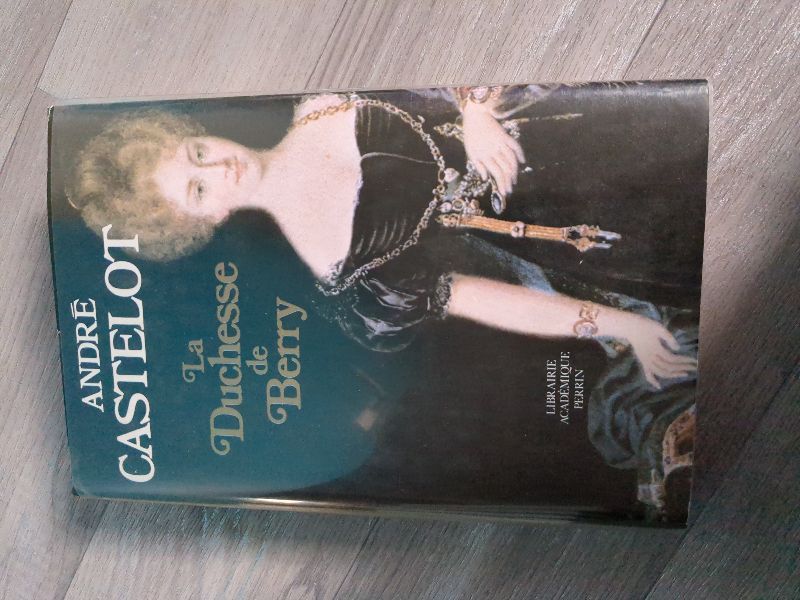 ANDRÉ
CASTELOT
La
Duchesse
de
Berry
LIBRAIRIE
ACADÉMIQUE
PERRIN